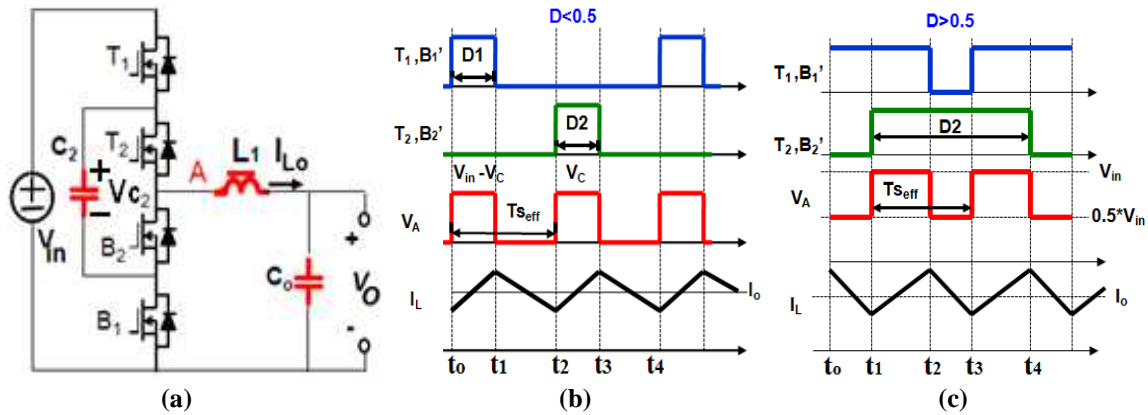 T1
C2
+
T2
A
L1
ILo
Vc2
−
Vin
B2
Co
+
VO
-
B1
(a)
D<0.5
T1 ,B1’
D1
T2 ,B2’
D2
Vin -VC
VC
VA
Tseff
IL
Io
to
t1
t2
t3
t4
(b)
D>0.5
T1 ,B1’
T2, B2’
D2
Vin
VA
Tseff
0.5*Vin
IL
Io
to
t1
t2
t3
t4
(c)